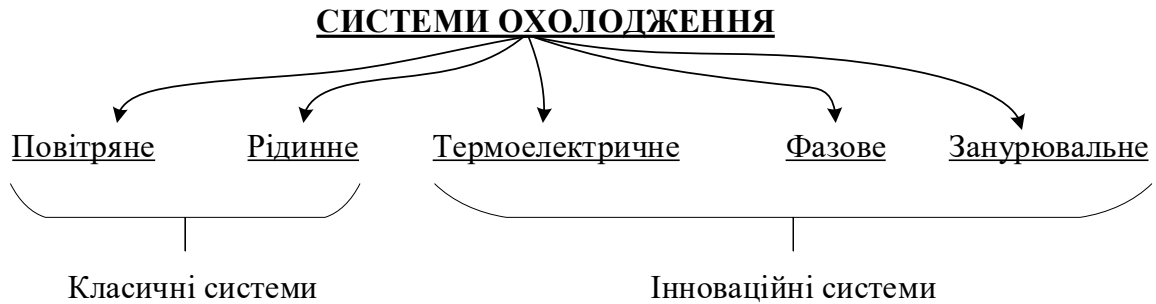 СИСТЕМИ ОХОЛОДЖЕННЯ
Повітряне Рідинне Термоелектричне Фазове Занурювальне
Класичні системи Інноваційні системи